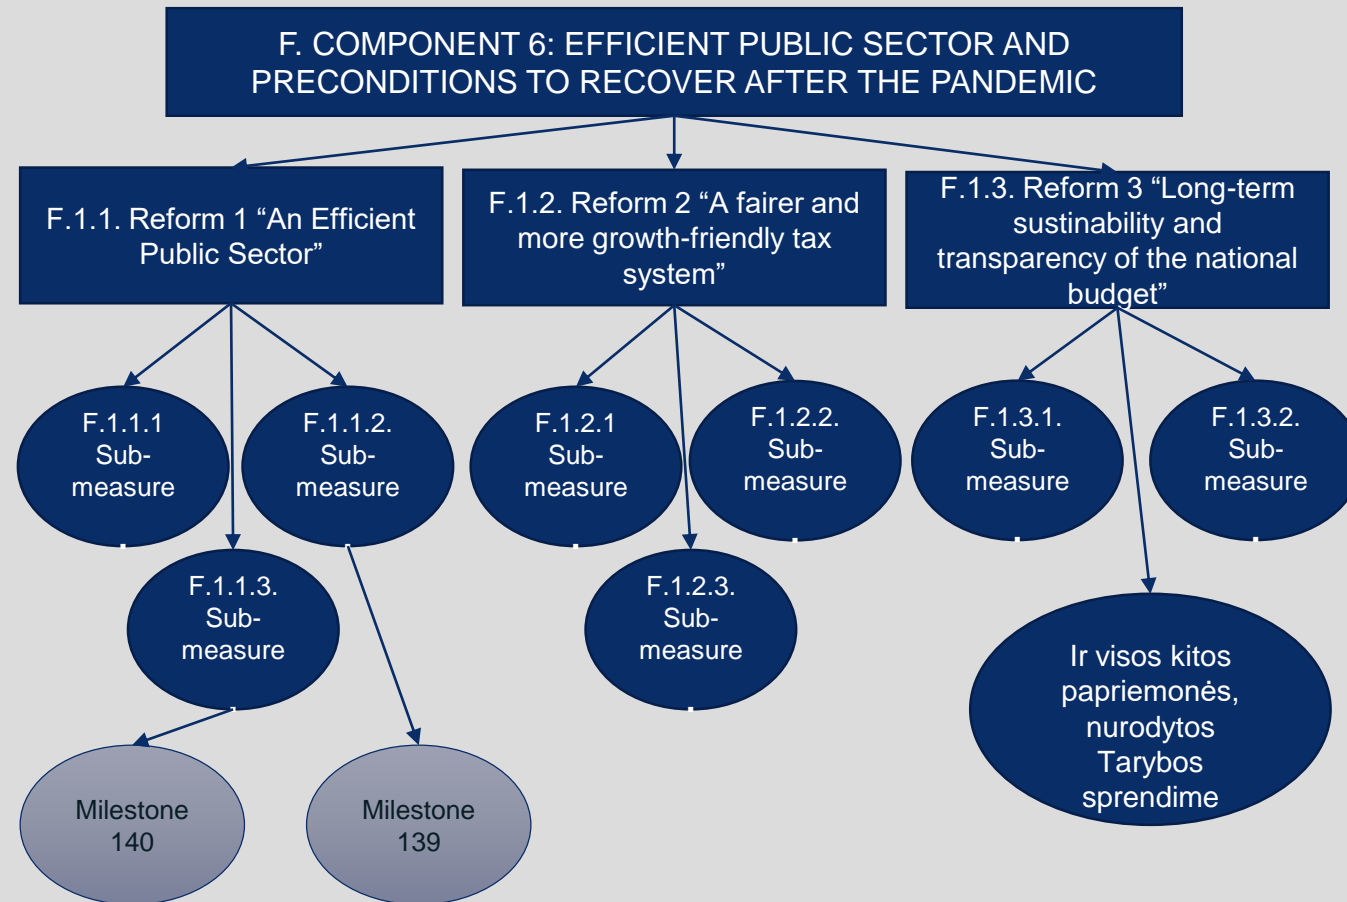 F. COMPONENT 6: EFFICIENT PUBLIC SECTOR AND
PRECONDITIONS TO RECOVER AFTER THE PANDEMIC
F.1.1. Reform 1 “An Efficient
Public Sector”
F.1.2. Reform 2 “A fairer and
more growth-friendly tax
system”
F.1.3. Reform 3 “Long-term
sustinability and
transparency of the national
budget”
F.1.1.1
Sub-
measure
F.1.1.2.
Sub-
measure
F.1.2.1
Sub-
measure
F.1.2.2.
Sub-
measure
F.1.3.1.
Sub-
measure
F.1.3.2.
Sub-
measure
F.1.1.3.
Sub-
measure
F.1.2.3.
Sub-
measure
Ir visos kitos
papriemonės,
nurodytos
Tarybos
sprendime
Milestone
140
Milestone
139